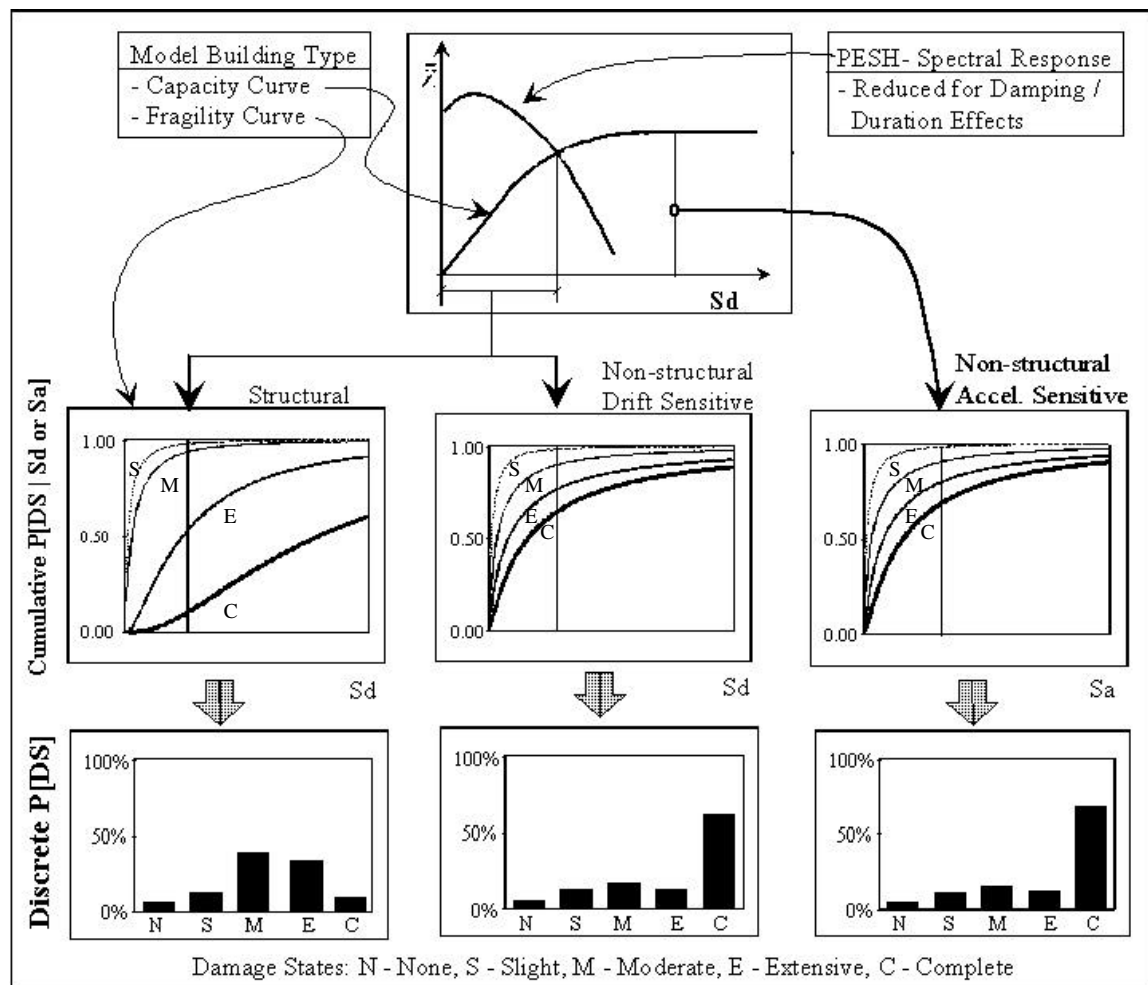 Model Building Type
- Capacity Curve
- Fragility Curve
PESH- Spectral Response
- Reduced for Damping /
Duration Effects
Sd
Cumulative P[DS | Sd or Sa]
Structural
1.00
0.50
0.00
S
M
E
C
Sd
Non-structural
Drift Sensitive
1.00
0.50
0.00
S
M
E
C
Sd
Non-structural
Accel. Sensitive
1.00
0.50
0.00
S
M
E
C
Sa
Discrete P[DS]
100%
50%
0%
N S M E C
100%
50%
0%
N S M E C
100%
50%
0%
N S M E C
Damage States: N - None, S - Slight, M - Moderate, E - Extensive, C - Complete